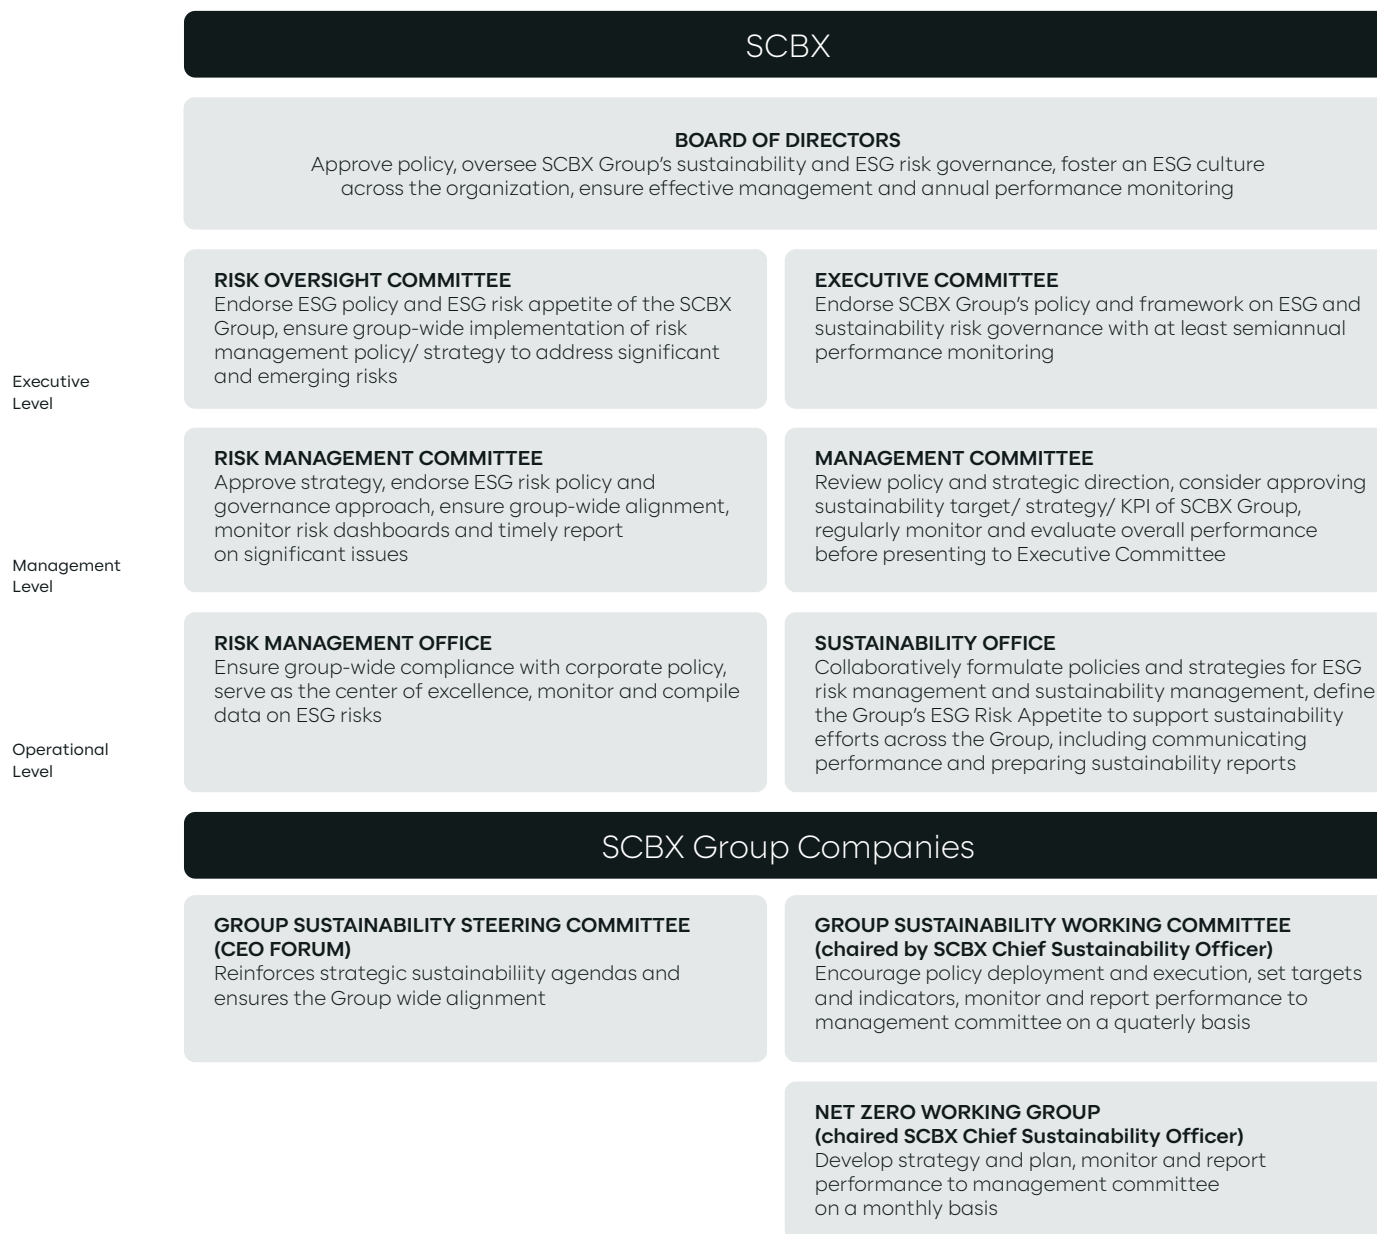 SCBX
BOARD OF DIRECTORS
Approve policy, oversee SCBX Group's sustainability and ESG risk governance, foster an ESG culture
across the organization, ensure effective management and annual performance monitoring
Executive
Level
RISK OVERSIGHT COMMITTEE
Endorse ESG policy and ESG risk appetite of the SCBX
Group, ensure group-wide implementation of risk
management policy/ strategy to address significant
and emerging risks
EXECUTIVE COMMITTEE
Endorse SCBX Group's policy and framework on ESG and
sustainability risk governance with at least semiannual
performance monitoring
Management
Level
RISK MANAGEMENT COMMITTEE
Approve strategy, endorse ESG risk policy and
governance approach, ensure group-wide alignment,
monitor risk dashboards and timely report
on significant issues
MANAGEMENT COMMITTEE
Review policy and strategic direction, consider approving
sustainability target/ strategy/ KPI of SCBX Group,
regularly monitor and evaluate overall performance
before presenting to Executive Committee
Operational
Level
RISK MANAGEMENT OFFICE
Ensure group-wide compliance with corporate policy,
serve as the center of excellence, monitor and compile
data on ESG risks
SUSTAINABILITY OFFICE
Collaboratively formulate policies and strategies for ESG
risk management and sustainability management, define
the Group's ESG Risk Appetite to support sustainability
efforts across the Group, including communicating
performance and preparing sustainability reports
SCBX Group Companies
GROUP SUSTAINABILITY STEERING COMMITTEE
(CEO FORUM)
Reinforces strategic sustainabiliity agendas and
ensures the Group wide alignment
GROUP SUSTAINABILITY WORKING COMMITTEE
(chaired by SCBX Chief Sustainability Officer)
Encourage policy deployment and execution, set targets
and indicators, monitor and report performance to
management committee on a quaterly basis
NET ZERO WORKING GROUP
(chaired SCBX Chief Sustainability Officer)
Develop strategy and plan, monitor and report
performance to management committee
on a monthly basis